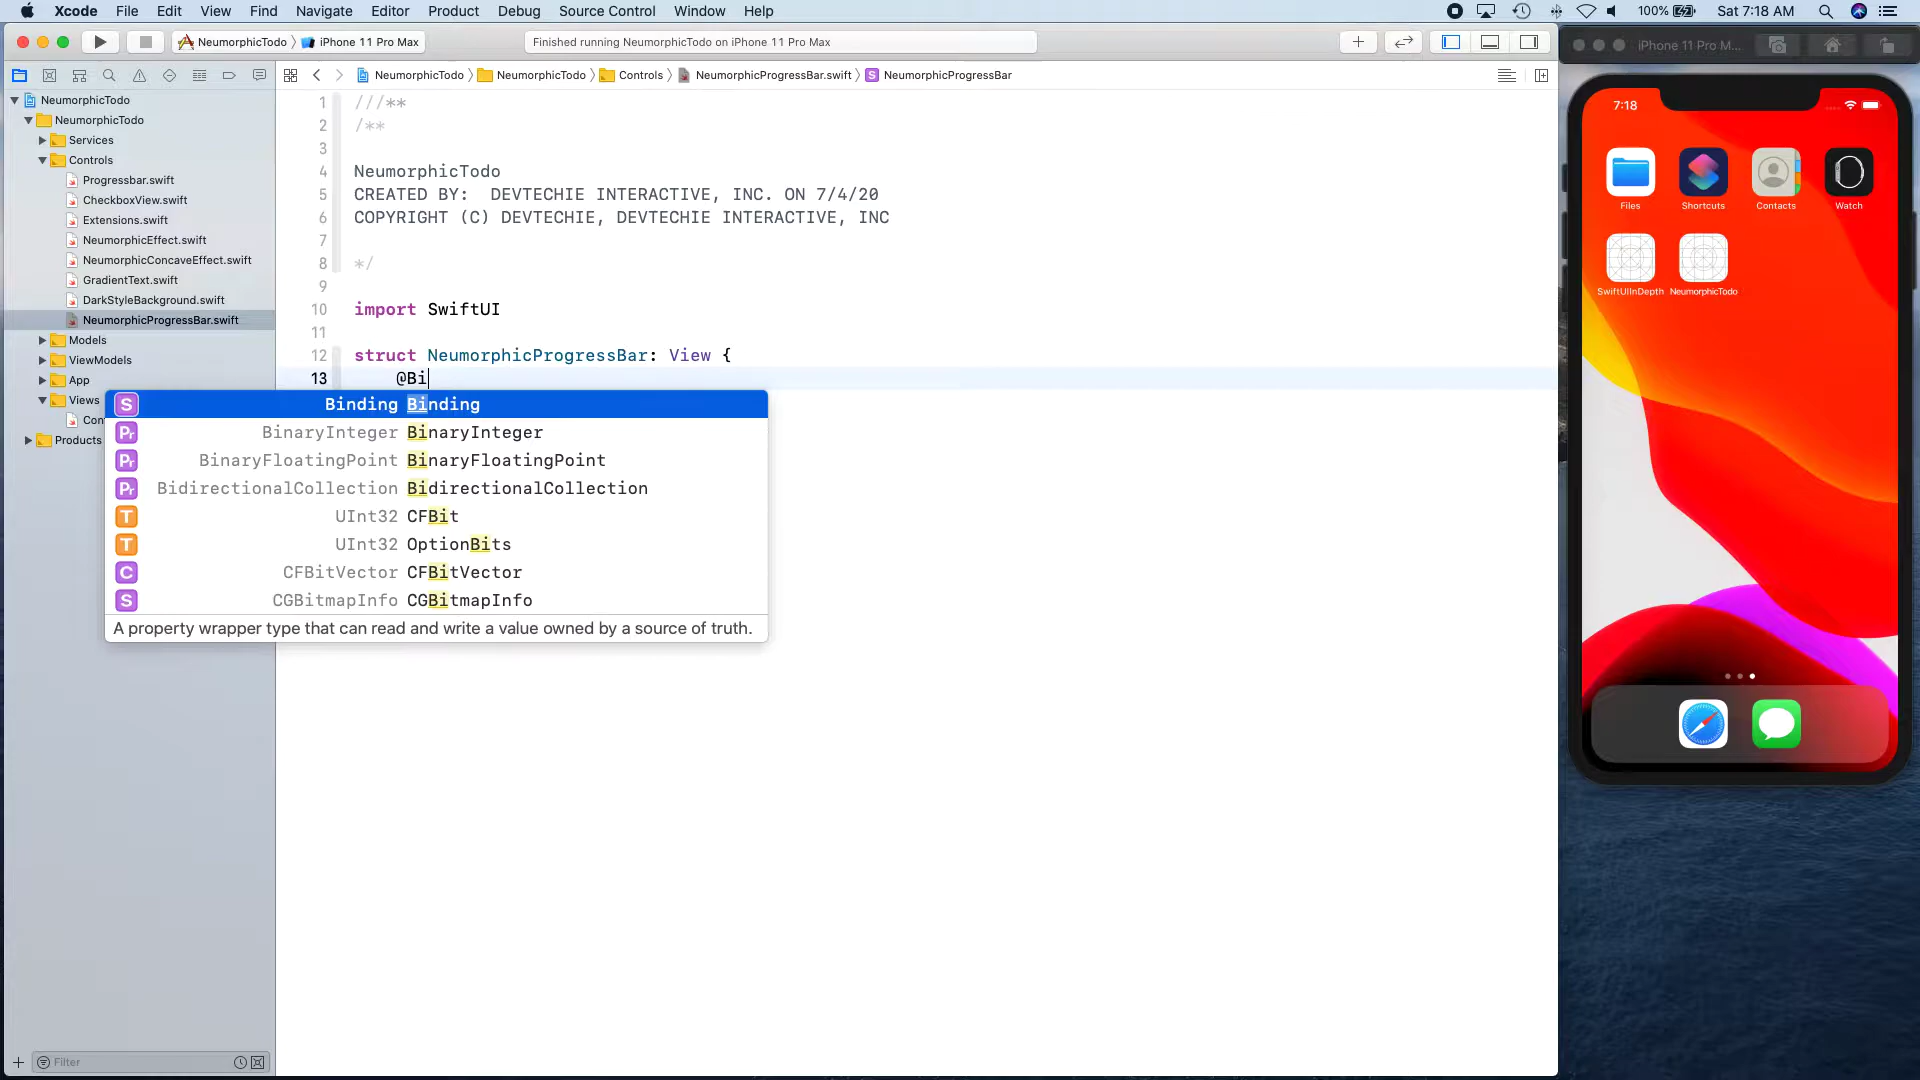 Xcode File Edit View Find Navigate Editor Product Debug Source Control Window Help
100% Sat 7:18 AM
NeumorphicTodo iPhone 11 Pro Max
Finished running NeumorphicTodo on iPhone 11 Pro Max
iPhone 11 Pro M...
NeumorphicTodo NeumorphicTodo Controls NeumorphicProgressBar.swift NeumorphicProgressBar
NeumorphicTodo
NeumorphicTodo
Services
Controls
Progressbar.swift
CheckboxView.swift
Extensions.swift
NeumorphicEffect.swift
NeumorphicConcaveEffect.swift
GradientText.swift
DarkStyleBackground.swift
NeumorphicProgressBar.swift
Models
ViewModels
App
Views
Con
Products
Filter
1 ///**
2 /**
3
4 NeumorphicTodo
5 CREATED BY:  DEVTECHIE INTERACTIVE, INC. ON 7/4/20
6 COPYRIGHT (C) DEVTECHIE, DEVTECHIE INTERACTIVE, INC
7
8 */
9
10 import SwiftUI
11
12 struct NeumorphicProgressBar: View {
13 @Bi
S Binding Binding
Pr BinaryInteger BinaryInteger
Pr BinaryFloatingPoint BinaryFloatingPoint
Pr BidirectionalCollection BidirectionalCollection
T UInt32 CFBit
T UInt32 OptionBits
C CFBitVector CFBitVector
S CGBitmapInfo CGBitmapInfo
A property wrapper type that can read and write a value owned by a source of truth.
7:18
Files Shortcuts Contacts Watch
SwiftUIInDepth NeumorphicTodo